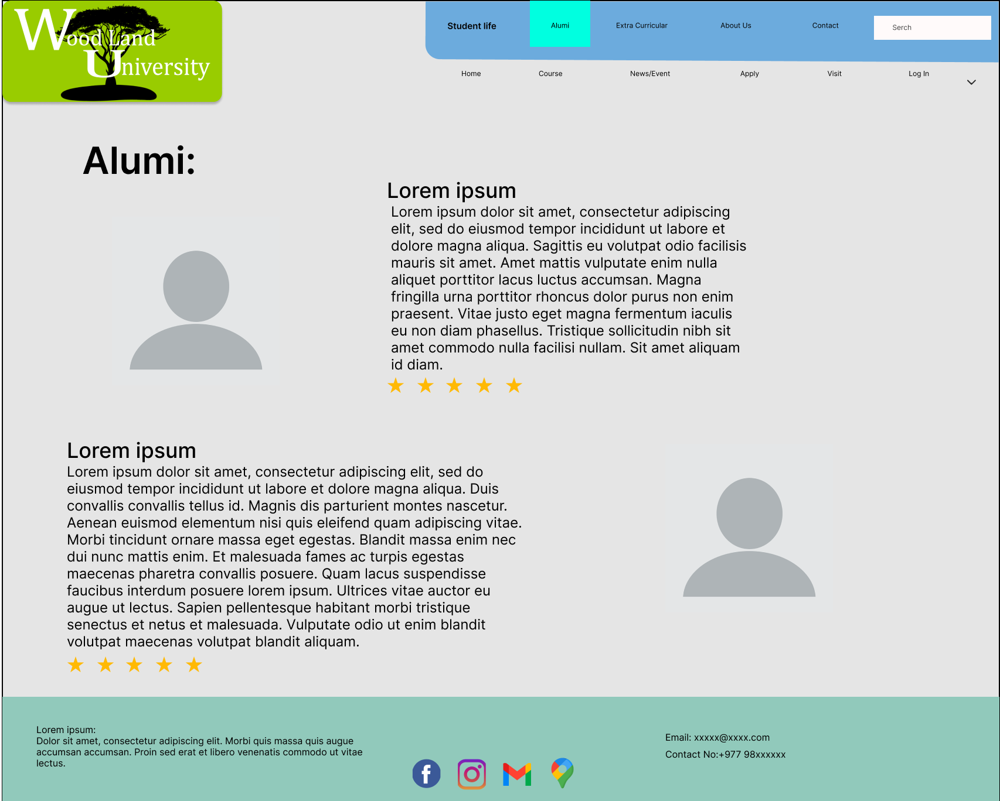 Wood Land
University
Student life
Alumi
Extra Curricular
About Us
Contact
Serch
Home
Course
News/Event
Apply
Visit
Log In
Alumi:
Lorem ipsum
Lorem ipsum dolor sit amet, consectetur adipiscing
elit, sed do eiusmod tempor incididunt ut labore et
dolore magna aliqua. Sagittis eu volutpat odio facilisis
mauris sit amet. Amet mattis vulputate enim nulla
aliquet porttitor lacus luctus accumsan. Magna
fringilla urna porttitor rhoncus dolor purus non enim
praesent. Vitae justo eget magna fermentum iaculis
eu non diam phasellus. Tristique sollicitudin nibh sit
amet commodo nulla facilisi nullam. Sit amet aliquam
id diam.
Lorem ipsum
Lorem ipsum dolor sit amet, consectetur adipiscing elit, sed do
eiusmod tempor incididunt ut labore et dolore magna aliqua. Duis
convallis convallis tellus id. Magnis dis parturient montes nascetur.
Aenean euismod elementum nisi quis eleifend quam adipiscing vitae.
Morbi tincidunt ornare massa eget egestas. Blandit massa enim nec
dui nunc mattis enim. Et malesuada fames ac turpis egestas
maecenas pharetra convallis posuere. Quam lacus suspendisse
faucibus interdum posuere lorem ipsum. Ultrices vitae auctor eu
augue ut lectus. Sapien pellentesque habitant morbi tristique
senectus et netus et malesuada. Vulputate odio ut enim blandit
volutpat maecenas volutpat blandit aliquam.
Lorem ipsum:
Dolor sit amet, consectetur adipiscing elit. Morbi quis massa quis augue
accumsan accumsan. Proin sed erat et libero venenatis commodo ut vitae
lectus.
Email: xxxxx@xxxx.com
Contact No:+977 98xxxxxx